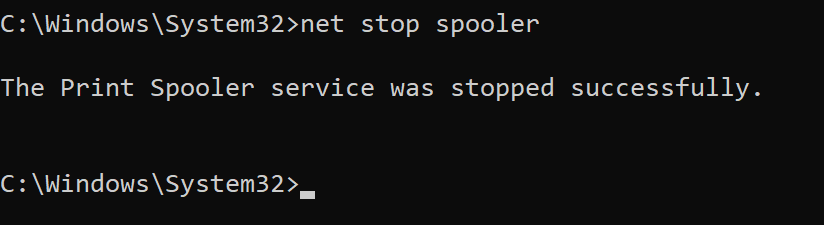 C:\Windows\System32>net stop spooler
The Print Spooler service was stopped successfully.
C:\Windows\System32>